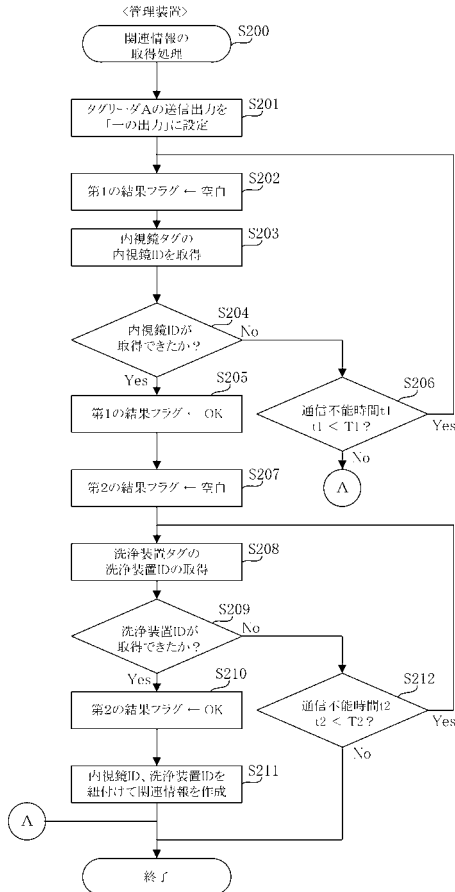 〈管理装置〉
関連情報の
取得処理
S200
タグリーダAの送信出力を
「一の出力」に設定
S201
第1の結果フラグ ← 空白
S202
内視鏡タグの
内視鏡IDを取得
S203
内視鏡IDが
取得できたか？
S204
No
Yes
第1の結果フラグ← OK
S205
通信不能時間t1
t1 < T1？
S206
Yes
No
A
第2の結果フラグ ← 空白
S207
洗浄装置タグの
洗浄装置IDの取得
S208
洗浄装置IDが
取得できたか？
S209
No
Yes
第2の結果フラグ ← OK
S210
通信不能時間t2
t2 < T2？
S212
Yes
No
内視鏡ID、洗浄装置IDを
紐付けて関連情報を作成
S211
A
終了